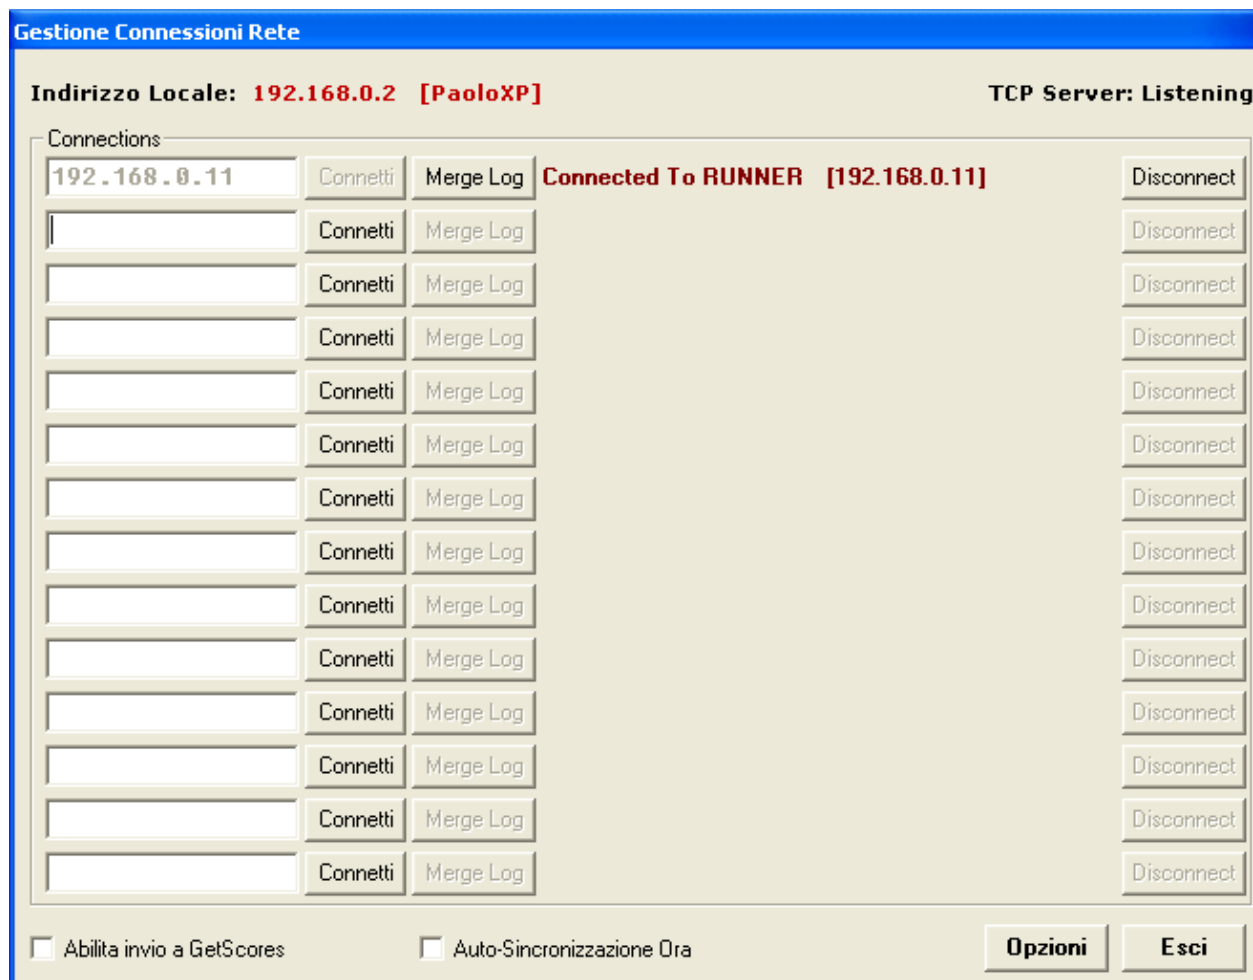 Gestione Connessioni Rete
Indirizzo Locale: 192.168.0.2 [PaoloXP] TCP Server: Listening
Connections
192.168.0.11 Connetti Merge Log Connected To RUNNER [192.168.0.11] Disconnect
Connetti Merge Log Disconnect
Connetti Merge Log Disconnect
Connetti Merge Log Disconnect
Connetti Merge Log Disconnect
Connetti Merge Log Disconnect
Connetti Merge Log Disconnect
Connetti Merge Log Disconnect
Connetti Merge Log Disconnect
Connetti Merge Log Disconnect
Connetti Merge Log Disconnect
Connetti Merge Log Disconnect
Connetti Merge Log Disconnect
Connetti Merge Log Disconnect
Abilita invio a GetScores Auto-Sincronizzazione Ora Opzioni Esci